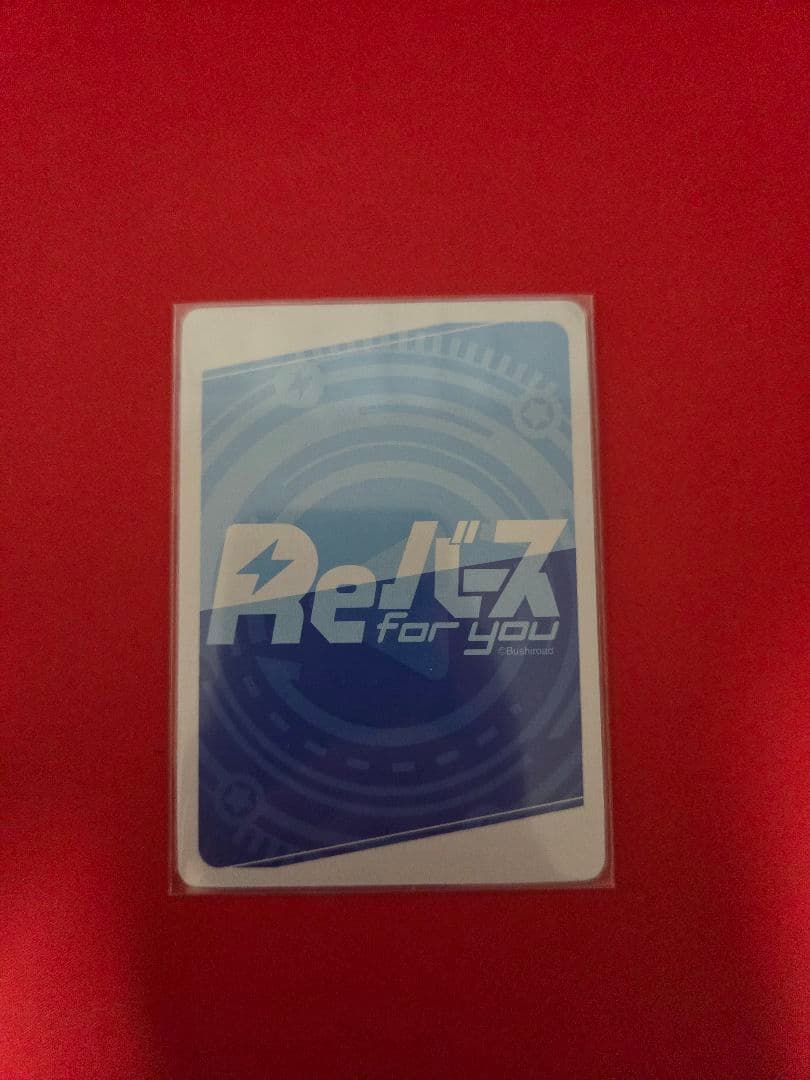 Reバース
for you
©Bushiroad